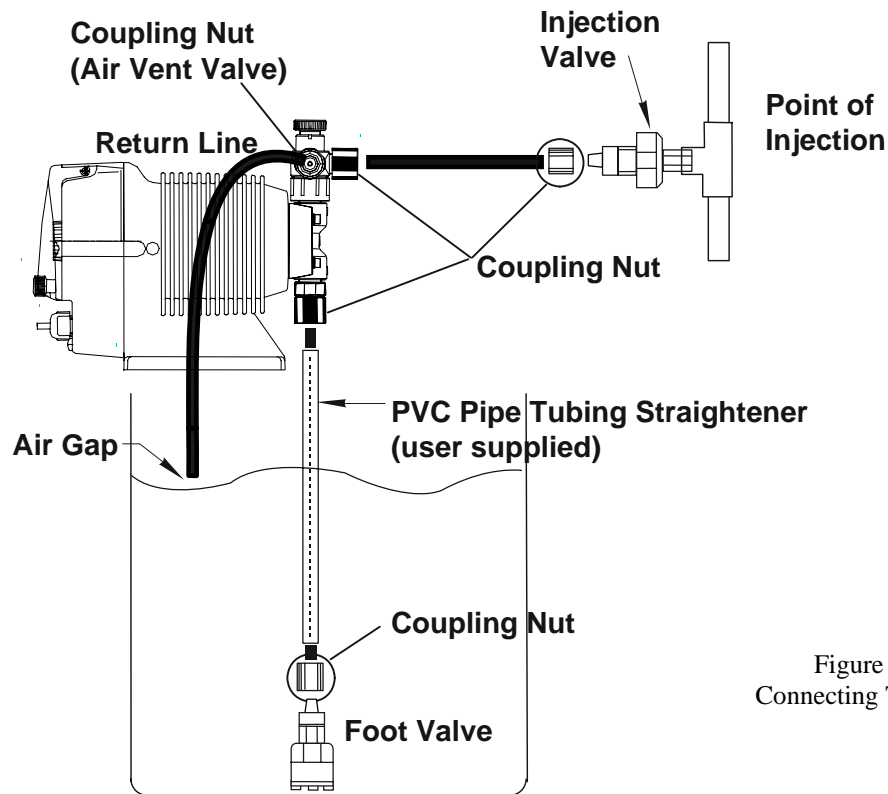 Coupling Nut
(Air Vent Valve)
Injection
Valve
Point of
Injection
Return Line
Coupling Nut
PVC Pipe Tubing Straightener
(user supplied)
Air Gap
Coupling Nut
Foot Valve
Figure
Connecting